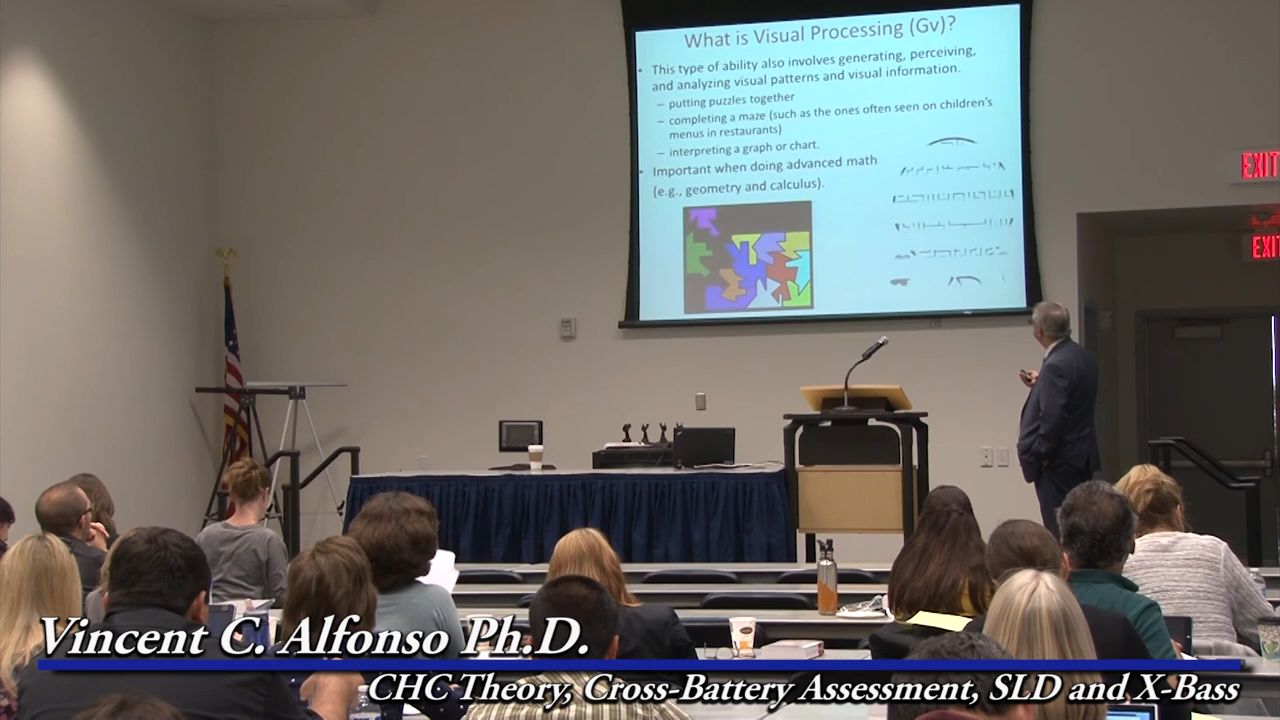 What is Visual Processing (Gv)?
• This type of ability also involves generating, perceiving,
and analyzing visual patterns and visual information.
– putting puzzles together
– completing a maze (such as the ones often seen on children's
menus in restaurants)
– interpreting a graph or chart.
• Important when doing advanced math
(e.g., geometry and calculus).
EXIT
EXIT
Vincent C. Alfonso Ph.D.
CHC Theory, Cross-Battery Assessment, SLD and X-Bass